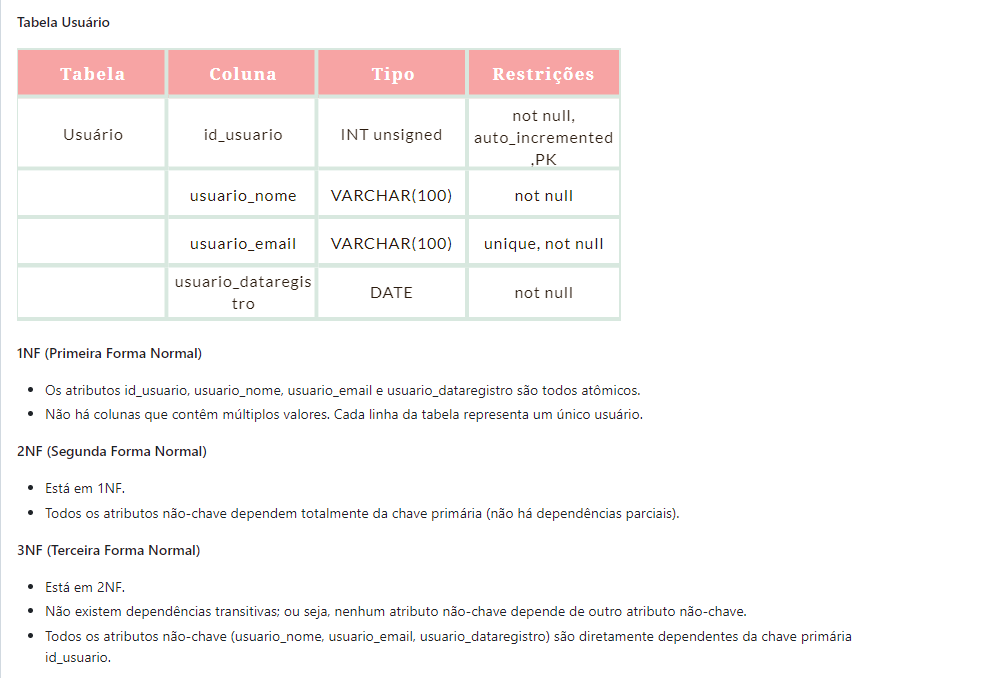 Tabela Usuário
Tabela Coluna Tipo Restrições
Usuário id_usuario INT unsigned not null,
auto_incremented
,PK
usuario_nome VARCHAR(100) not null
usuario_email VARCHAR(100) unique, not null
usuario_dataregis
tro DATE not null
1NF (Primeira Forma Normal)
• Os atributos id_usuario, usuario_nome, usuario_email e usuario_dataregistro são todos atômicos.
• Não há colunas que contêm múltiplos valores. Cada linha da tabela representa um único usuário.
2NF (Segunda Forma Normal)
• Está em 1NF.
• Todos os atributos não-chave dependem totalmente da chave primária (não há dependências parciais).
3NF (Terceira Forma Normal)
• Está em 2NF.
• Não existem dependências transitivas; ou seja, nenhum atributo não-chave depende de outro atributo não-chave.
• Todos os atributos não-chave (usuario_nome, usuario_email, usuario_dataregistro) são diretamente dependentes da chave primária
id_usuario.